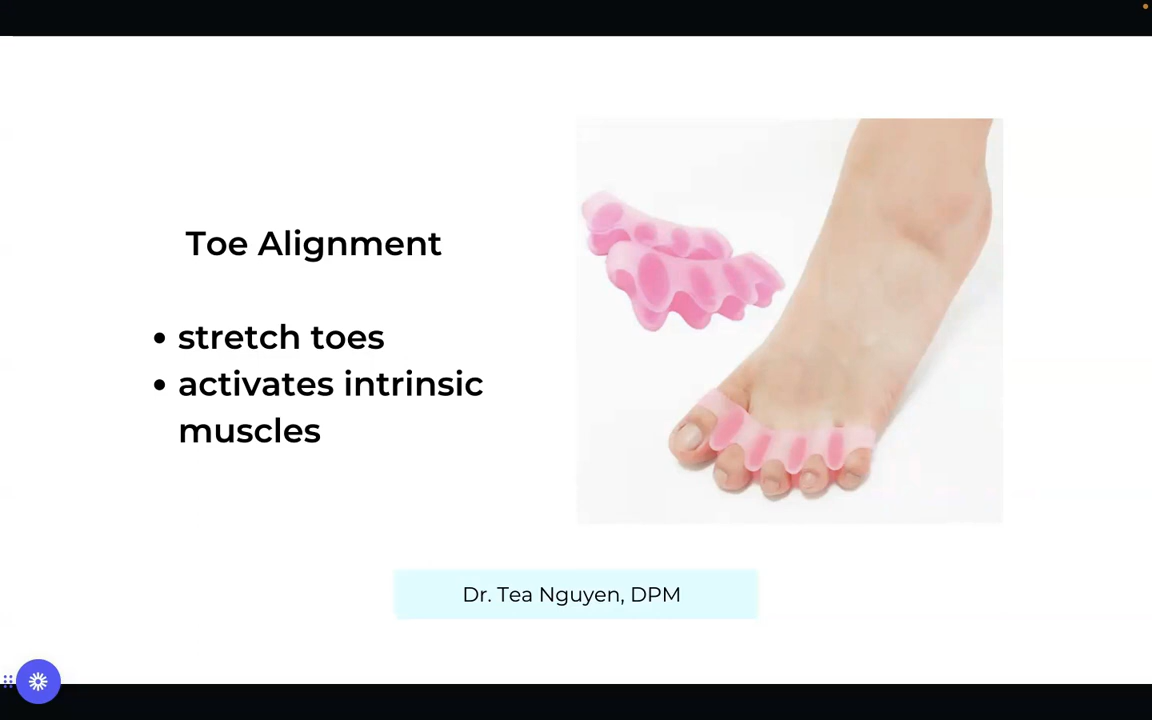 Toe Alignment
• stretch toes
• activates intrinsic
muscles
Dr. Tea Nguyen, DPM